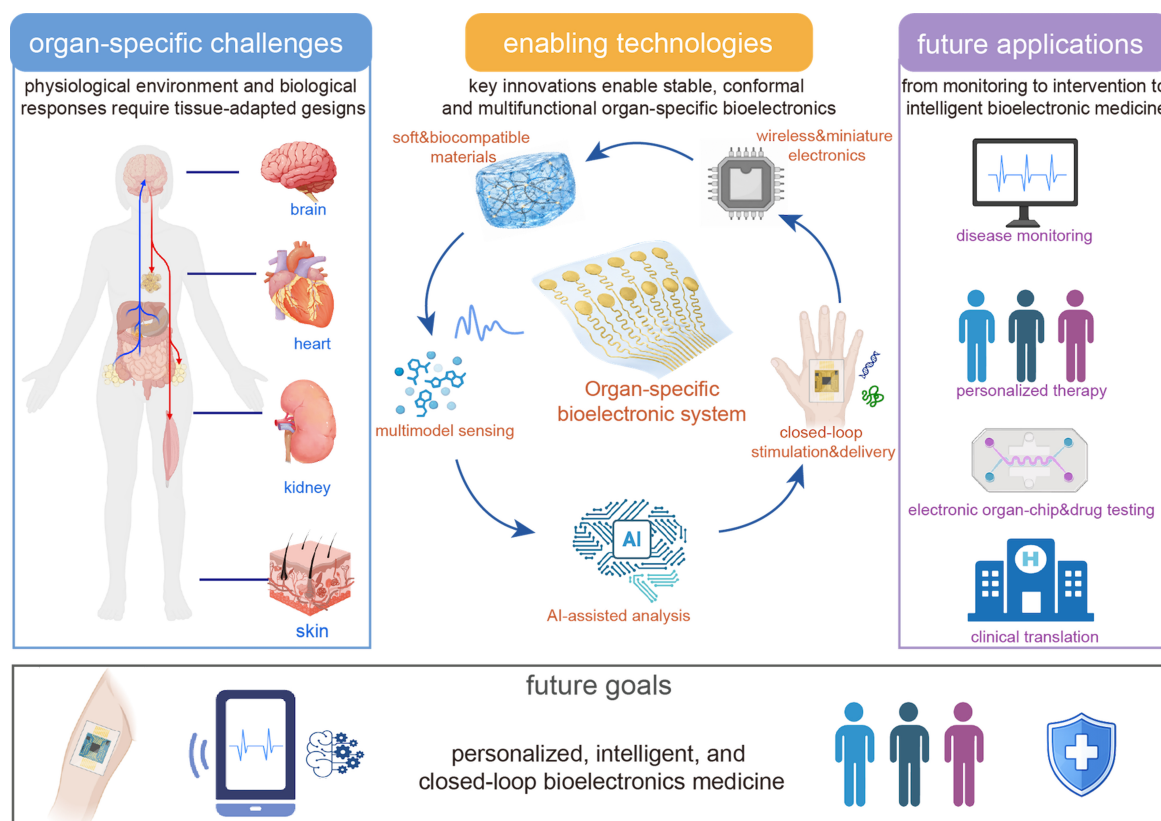 organ-specific challenges
physiological environment and biological
responses require tissue-adapted gesigns
brain
heart
kidney
skin
enabling technologies
key innovations enable stable, conformal
and multifunctional organ-specific bioelectronics
soft&biocompatible
materials
wireless&miniature
electronics
Organ-specific
bioelectronic system
multimodel sensing
closed-loop
stimulation&delivery
AI
AI-assisted analysis
future applications
from monitoring to intervention to
intelligent bioelectronic medicine
disease monitoring
personalized therapy
electronic organ-chip&drug testing
H
clinical translation
future goals
personalized, intelligent, and
closed-loop bioelectronics medicine